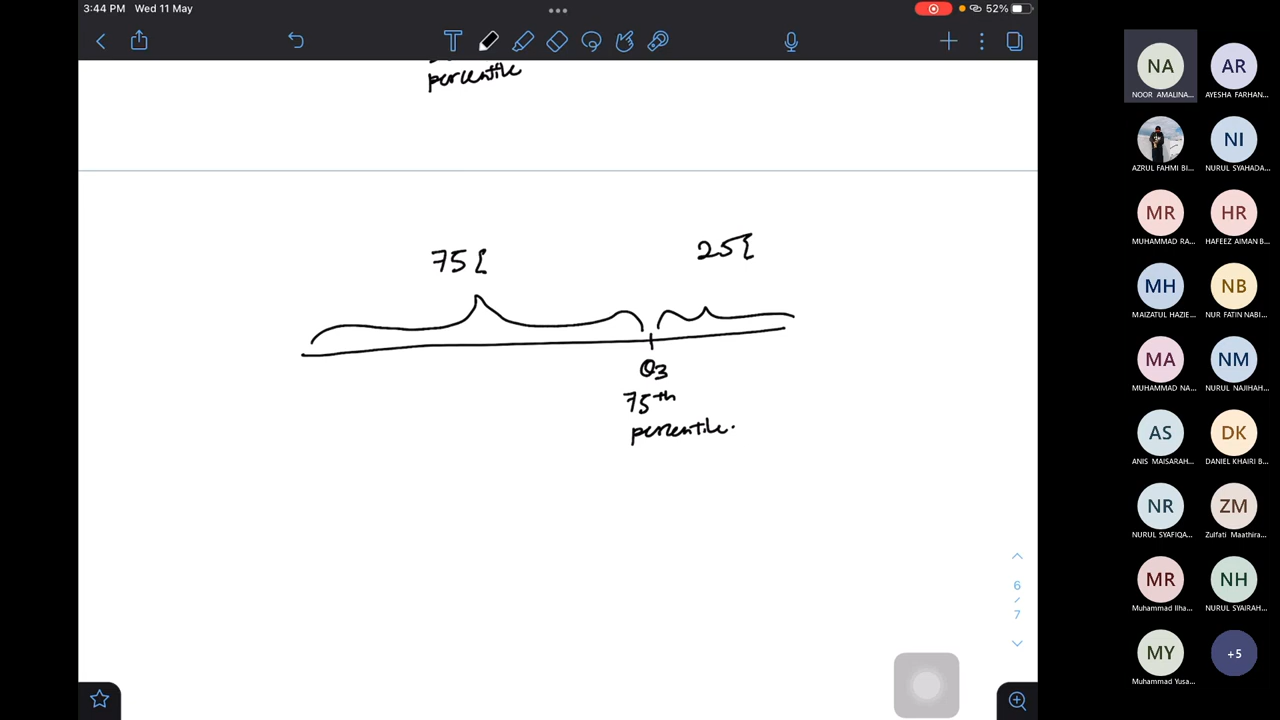 3:44 PM Wed 11 May
52%
percentile
75%
25%
Q3
75th
percentile.
6
/
7
NA
NOOR AMALINA...
AR
AYESHA FARHAN...
AZRUL FAHMI BI...
NI
NURUL SYAHADA...
MR
MUHAMMAD RA...
HR
HAFEEZ AIMAN B...
MH
MAIZATUL HAZIE...
NB
NUR FATIN NABI...
MA
MUHAMMAD NA...
NM
NURUL NAJIHAH...
AS
ANIS MAISARAH...
DK
DANIEL KHAIRI B...
NR
NURUL SYAFIQA...
ZM
Zulfati Maathira...
MR
Muhammad Ilha...
NH
NURUL SYAIRAH...
MY
Muhammad Yusa...
+5